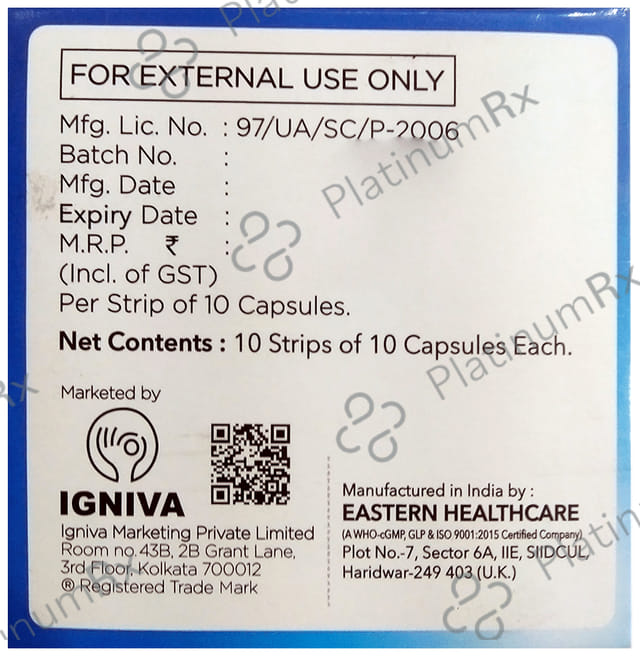 FOR EXTERNAL USE ONLY
Mfg. Lic. No. : 97/UA/SC/P-2006
Batch No. :
Mfg. Date :
Expiry Date :
M.R.P. ₹ :
(Incl. of GST)
Per Strip of 10 Capsules.
Net Contents : 10 Strips of 10 Capsules Each.
Marketed by
IGNIVA
Igniva Marketing Private Limited
Room no. 43B, 2B Grant Lane,
3rd Floor, Kolkata 700012
® Registered Trade Mark
Manufactured in India by :
EASTERN HEALTHCARE
(A WHO-cGMP, GLP & ISO 9001:2015 Certified Company)
Plot No.-7, Sector 6A, IIE, SIIDCUL,
Haridwar-249 403 (U.K.)
PlatinumRx
PlatinumRx